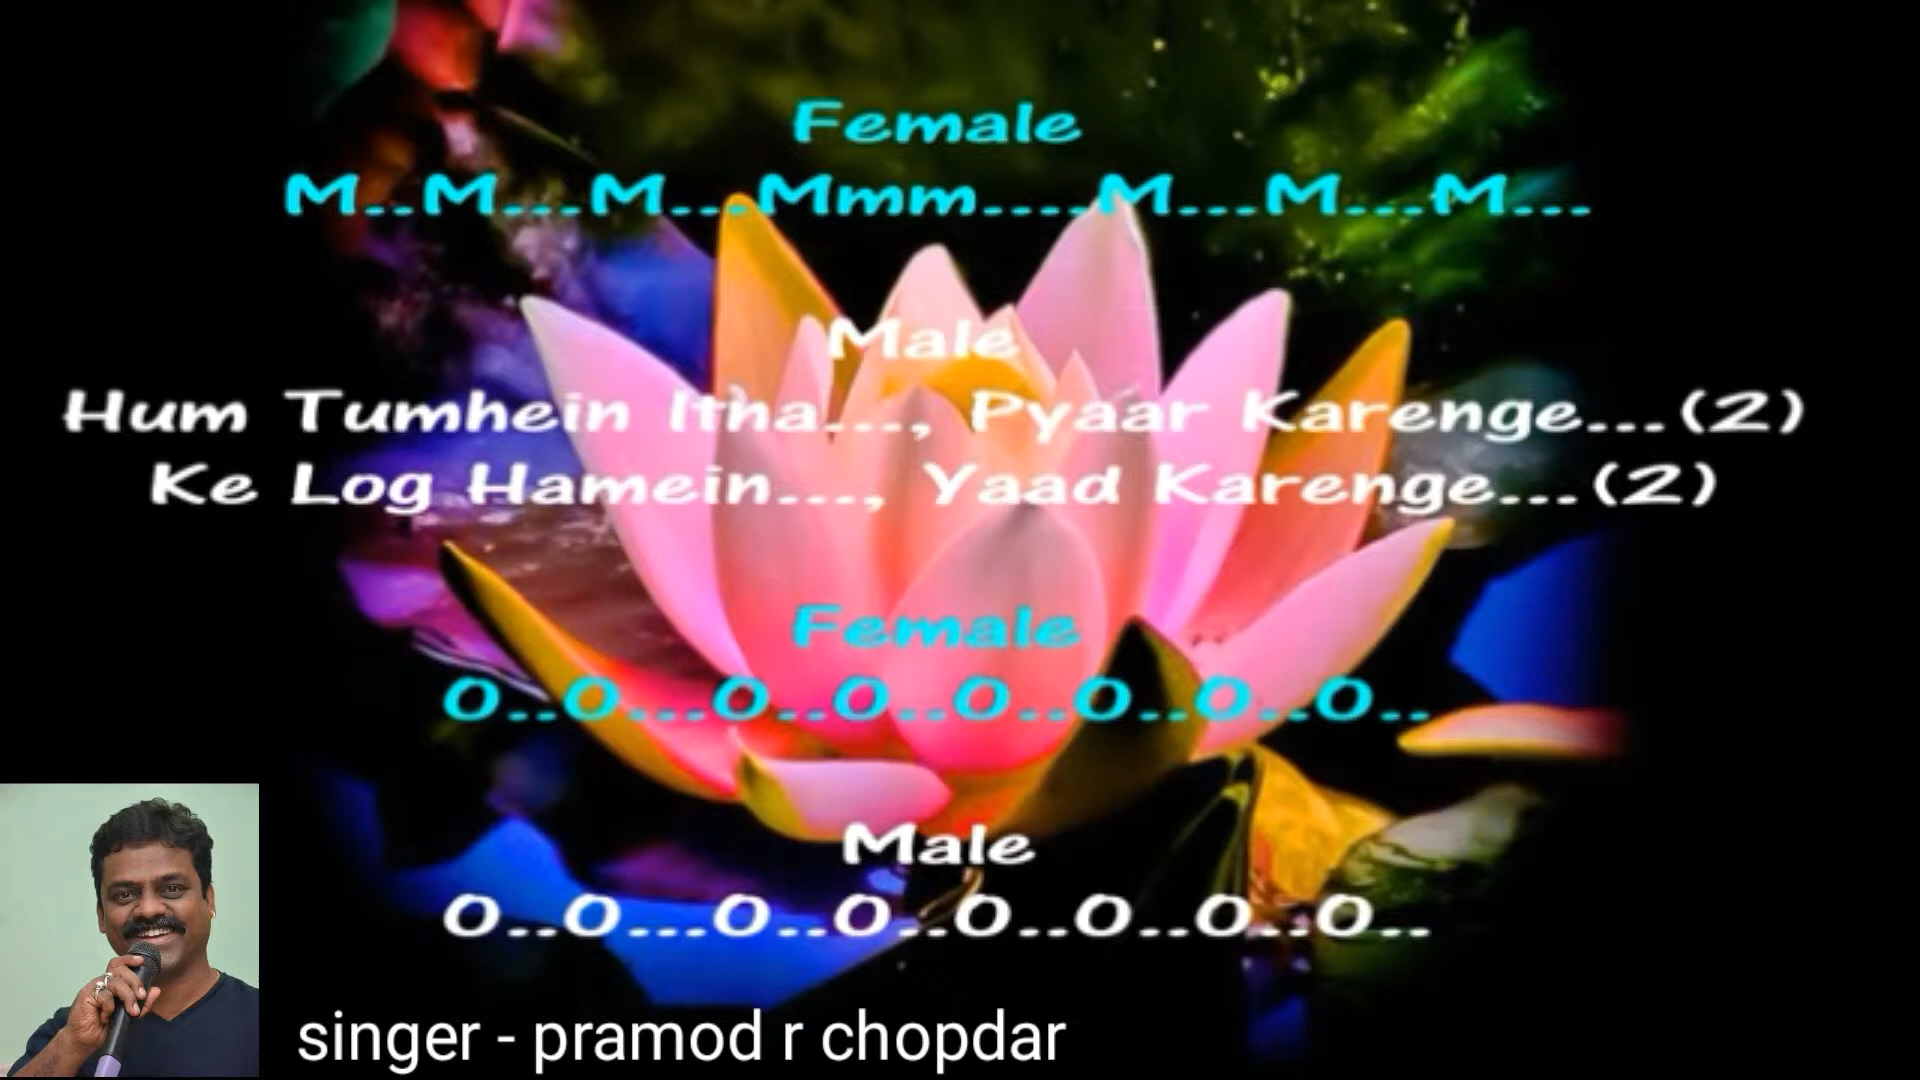 Female
M..M...M...Mmm....M...M...M...
Male
Hum Tumhein Itna..., Pyaar Karenge...(2)
Ke Log Hamein..., Yaad Karenge...(2)
Female
O..O...O..O..O..O..O..O..
Male
O..O...O..O..O..O..O..O..
singer - pramod r chopdar